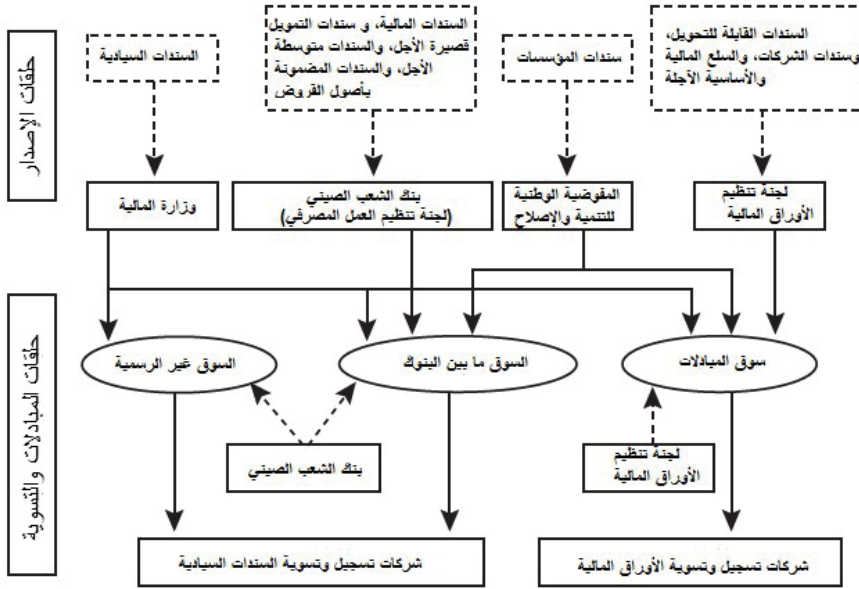 حلقات الإصدار
السندات القابلة للتحويل،
وسندات الشركات، والسلع المالية
والأساسية الآجلة
سندات المؤسسات
السندات المالية، و سندات التمويل
قصيرة الأجل، والسندات متوسطة
الأجل، والسندات المضمونة
بأصول القروض
السندات السيادية
لجنة تنظيم
الأوراق المالية
المفوضية الوطنية
للتنمية والإصلاح
بنك الشعب الصيني
(لجنة تنظيم العمل المصرفي)
وزارة المالية
حلقات المبادلات والتسوية
سوق المبادلات
السوق ما بين البنوك
السوق غير الرسمية
لجنة تنظيم
الأوراق المالية
بنك الشعب الصيني
شركات تسجيل وتسوية الأوراق المالية
شركات تسجيل وتسوية السندات السيادية